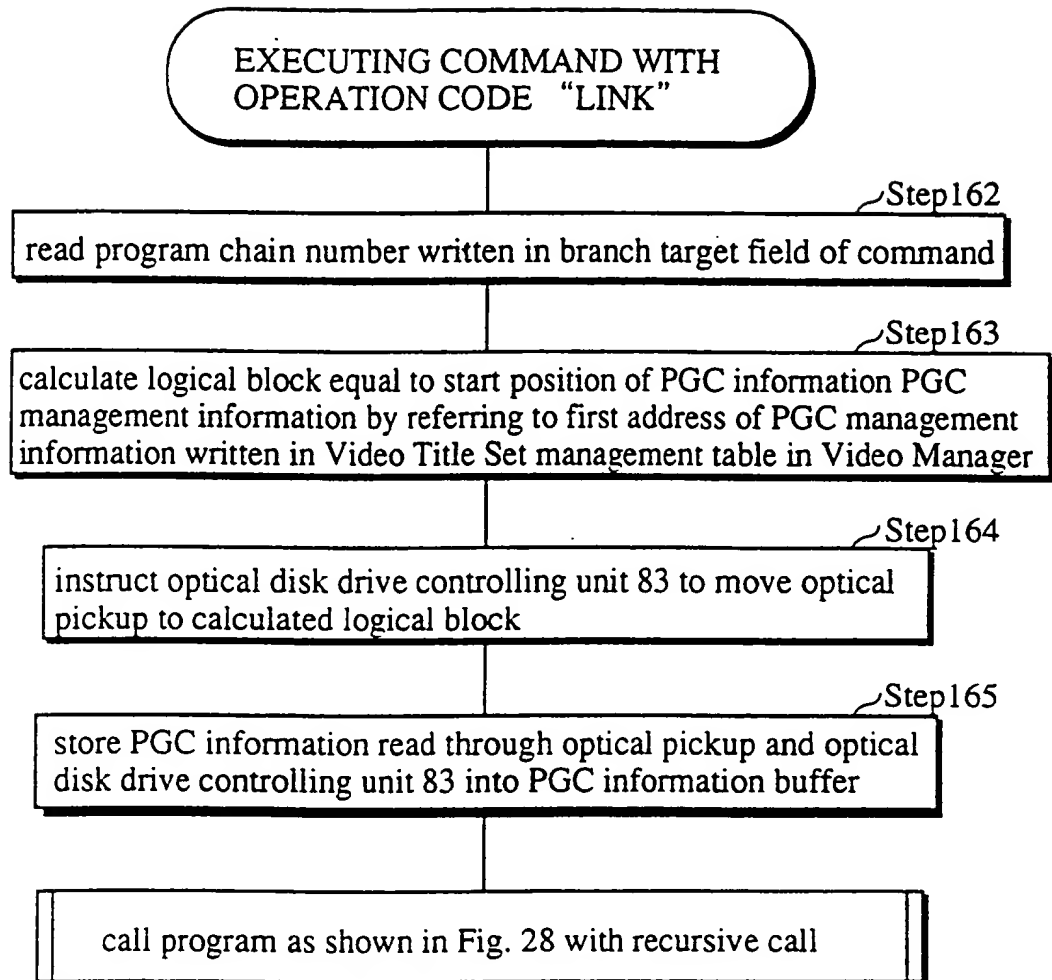 EXECUTING COMMAND WITH
OPERATION CODE “LINK”
Step162
read program chain number written in branch target field of command
Step163
calculate logical block equal to start position of PGC information PGC
management information by referring to first address of PGC management
information written in Video Title Set management table in Video Manager
Step164
instruct optical disk drive controlling unit 83 to move optical
pickup to calculated logical block
Step165
store PGC information read through optical pickup and optical
disk drive controlling unit 83 into PGC information buffer
call program as shown in Fig. 28 with recursive call